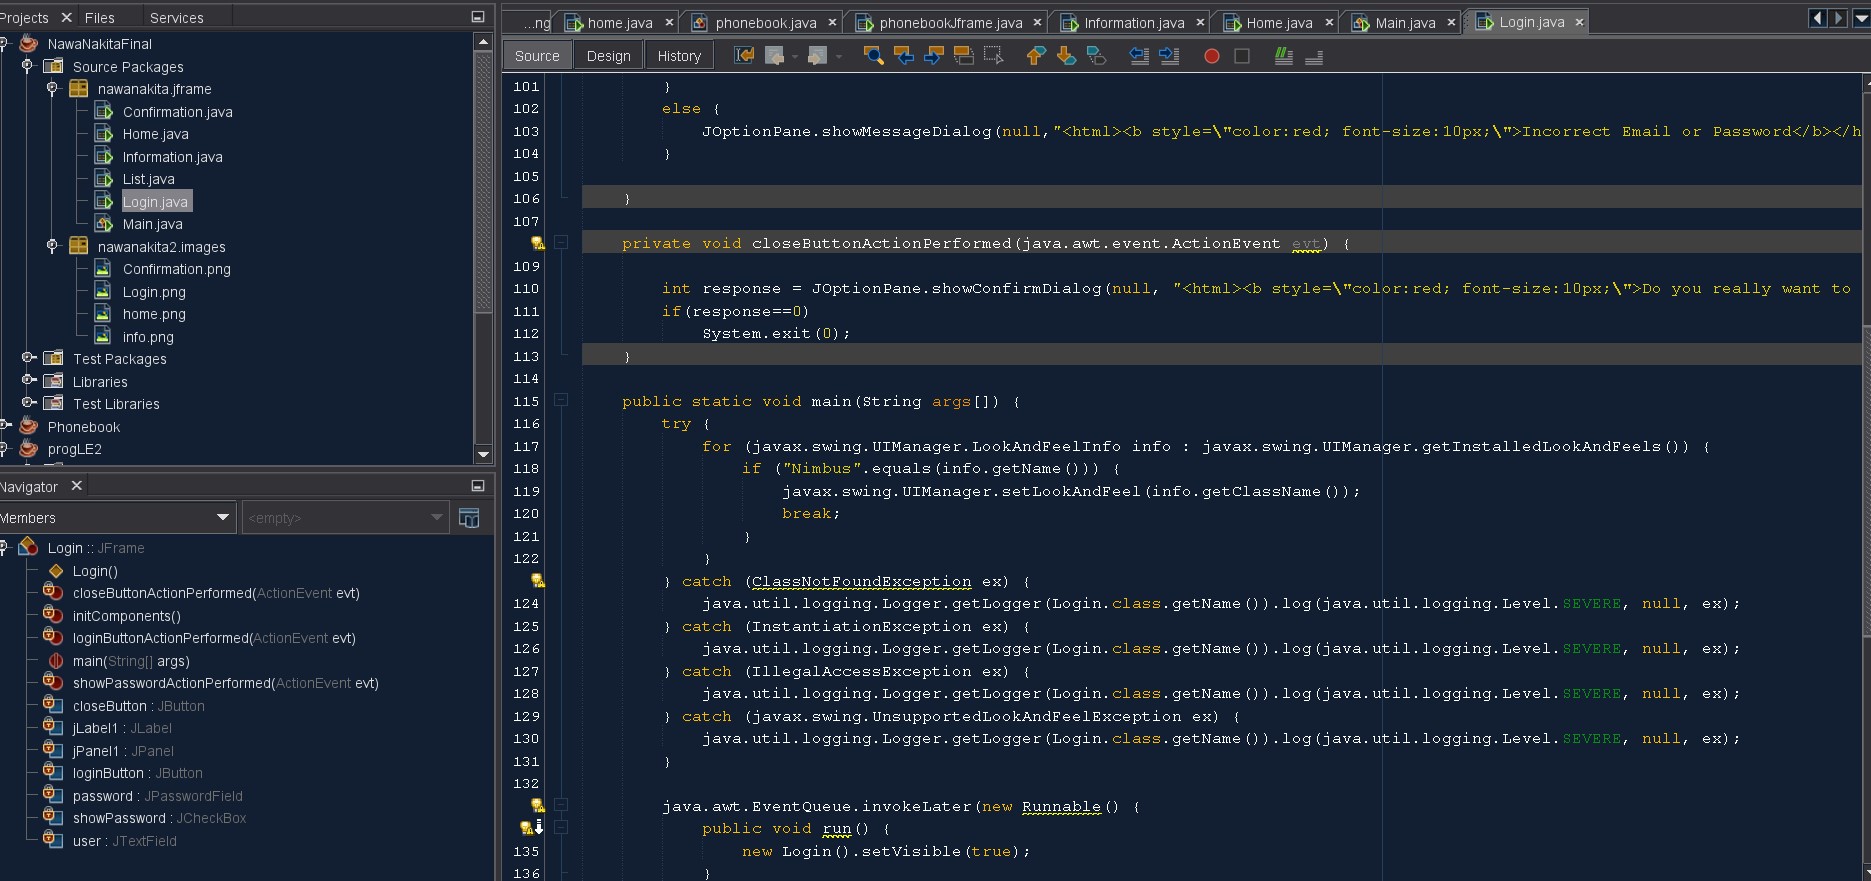 Projects Files Services
NawaNakitaFinal
Source Packages
nawanakita.jframe
Confirmation.java
Home.java
Information.java
List.java
Login.java
Main.java
nawanakita2.images
Confirmation.png
Login.png
home.png
info.png
Test Packages
Libraries
Test Libraries
Phonebook
progLE2
Navigator
Members <empty>
Login :: JFrame
Login()
closeButtonActionPerformed(ActionEvent evt)
initComponents()
loginButtonActionPerformed(ActionEvent evt)
main(String[] args)
showPasswordActionPerformed(ActionEvent evt)
closeButton : JButton
jLabel1 : JLabel
jPanel1 : JPanel
loginButton : JButton
password : JPasswordField
showPassword : JCheckBox
user : JTextField
...ng home.java phonebook.java phonebookJframe.java Information.java Home.java Main.java Login.java
Source Design History
101 }
102 else {
103 JOptionPane.showMessageDialog(null,"<html><b style=\"color:red; font-size:10px;\">Incorrect Email or Password</b></h
104 }
105
106 }
107
private void closeButtonActionPerformed(java.awt.event.ActionEvent evt) {
109
110 int response = JOptionPane.showConfirmDialog(null, "<html><b style=\"color:red; font-size:10px;\">Do you really want to
111 if(response==0)
112 System.exit(0);
113 }
114
115 public static void main(String args[]) {
116 try {
117 for (javax.swing.UIManager.LookAndFeelInfo info : javax.swing.UIManager.getInstalledLookAndFeels()) {
118 if ("Nimbus".equals(info.getName())) {
119 javax.swing.UIManager.setLookAndFeel(info.getClassName());
120 break;
121 }
122 }
} catch (ClassNotFoundException ex) {
124 java.util.logging.Logger.getLogger(Login.class.getName()).log(java.util.logging.Level.SEVERE, null, ex);
125 } catch (InstantiationException ex) {
126 java.util.logging.Logger.getLogger(Login.class.getName()).log(java.util.logging.Level.SEVERE, null, ex);
127 } catch (IllegalAccessException ex) {
128 java.util.logging.Logger.getLogger(Login.class.getName()).log(java.util.logging.Level.SEVERE, null, ex);
129 } catch (javax.swing.UnsupportedLookAndFeelException ex) {
130 java.util.logging.Logger.getLogger(Login.class.getName()).log(java.util.logging.Level.SEVERE, null, ex);
131 }
132
java.awt.EventQueue.invokeLater(new Runnable() {
public void run() {
135 new Login().setVisible(true);
136 }